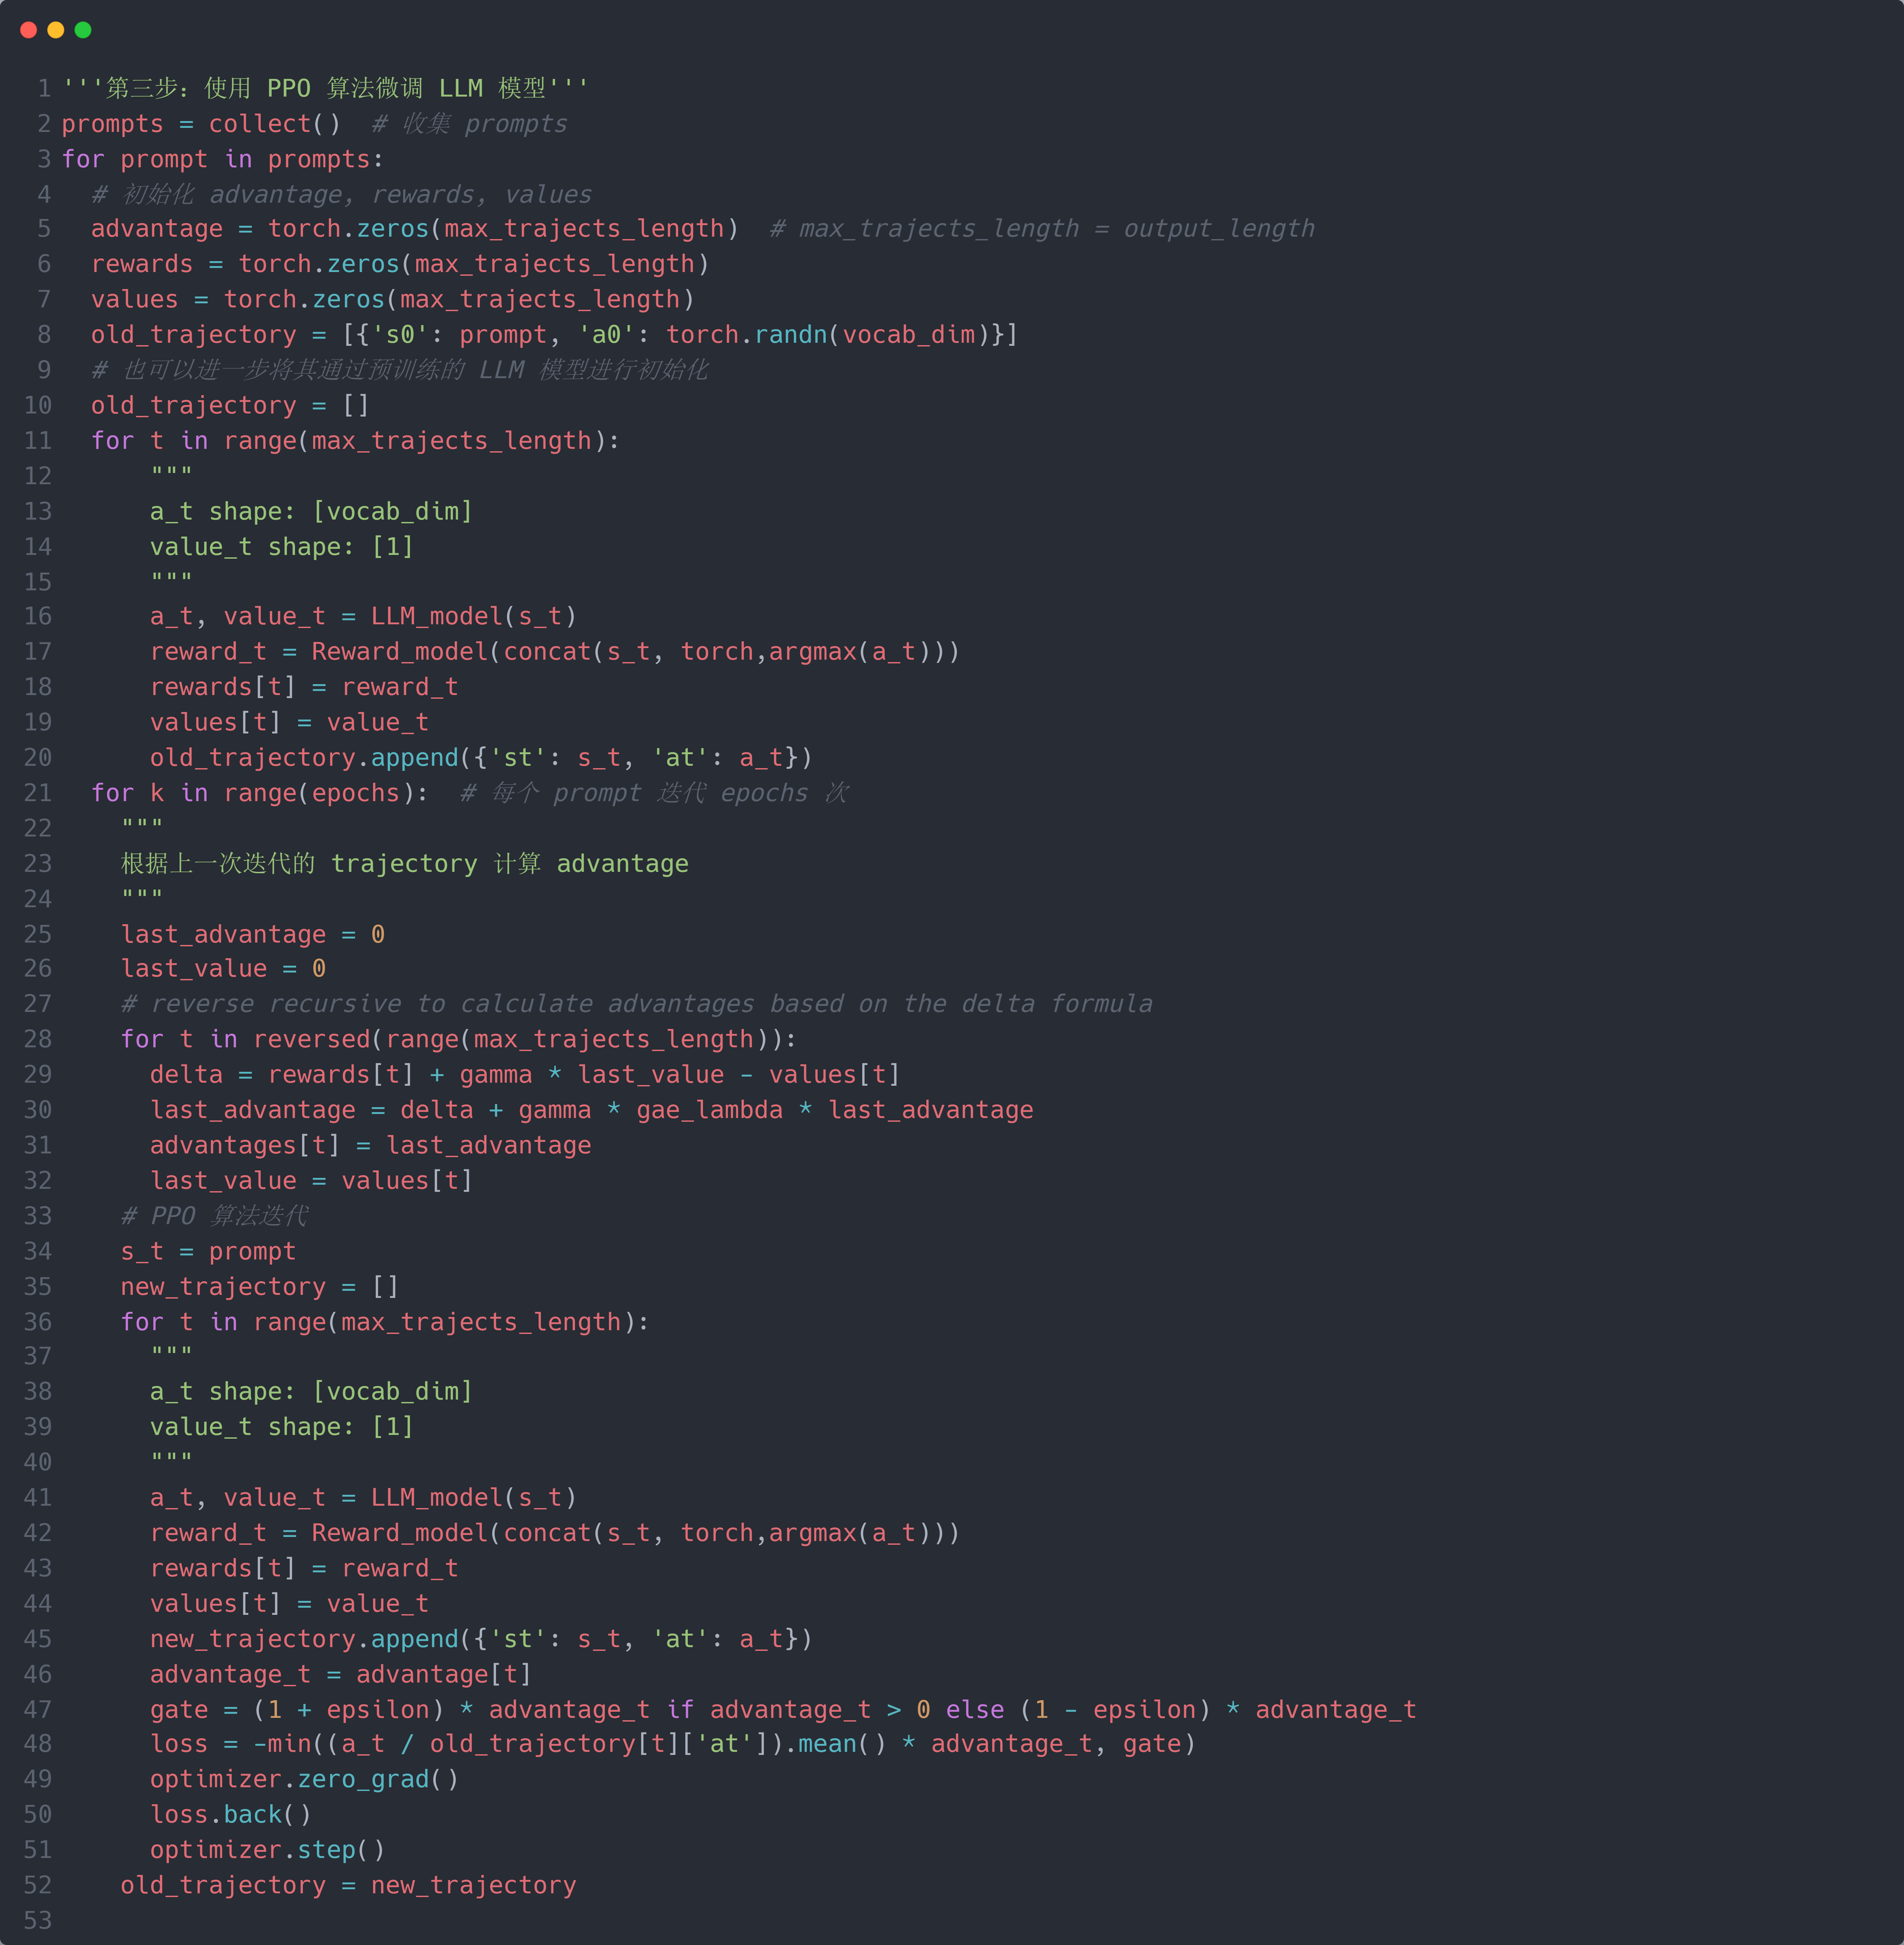 1 '''第三步：使用 PPO 算法微调 LLM 模型'''
2 prompts = collect()  # 收集 prompts
3 for prompt in prompts:
4   # 初始化 advantage, rewards, values
5   advantage = torch.zeros(max_trajects_length)  # max_trajects_length = output_length
6   rewards = torch.zeros(max_trajects_length)
7   values = torch.zeros(max_trajects_length)
8   old_trajectory = [{'s0': prompt, 'a0': torch.randn(vocab_dim)}]
9   # 也可以进一步将其通过预训练的 LLM 模型进行初始化
10   old_trajectory = []
11   for t in range(max_trajects_length):
12       """
13       a_t shape: [vocab_dim]
14       value_t shape: [1]
15       """
16       a_t, value_t = LLM_model(s_t)
17       reward_t = Reward_model(concat(s_t, torch,argmax(a_t)))
18       rewards[t] = reward_t
19       values[t] = value_t
20       old_trajectory.append({'st': s_t, 'at': a_t})
21   for k in range(epochs):  # 每个 prompt 迭代 epochs 次
22     """
23     根据上一次迭代的 trajectory 计算 advantage
24     """
25     last_advantage = 0
26     last_value = 0
27     # reverse recursive to calculate advantages based on the delta formula
28     for t in reversed(range(max_trajects_length)):
29       delta = rewards[t] + gamma * last_value - values[t]
30       last_advantage = delta + gamma * gae_lambda * last_advantage
31       advantages[t] = last_advantage
32       last_value = values[t]
33     # PPO 算法迭代
34     s_t = prompt
35     new_trajectory = []
36     for t in range(max_trajects_length):
37       """
38       a_t shape: [vocab_dim]
39       value_t shape: [1]
40       """
41       a_t, value_t = LLM_model(s_t)
42       reward_t = Reward_model(concat(s_t, torch,argmax(a_t)))
43       rewards[t] = reward_t
44       values[t] = value_t
45       new_trajectory.append({'st': s_t, 'at': a_t})
46       advantage_t = advantage[t]
47       gate = (1 + epsilon) * advantage_t if advantage_t > 0 else (1 - epsilon) * advantage_t
48       loss = -min((a_t / old_trajectory[t]['at']).mean() * advantage_t, gate)
49       optimizer.zero_grad()
50       loss.back()
51       optimizer.step()
52     old_trajectory = new_trajectory
53